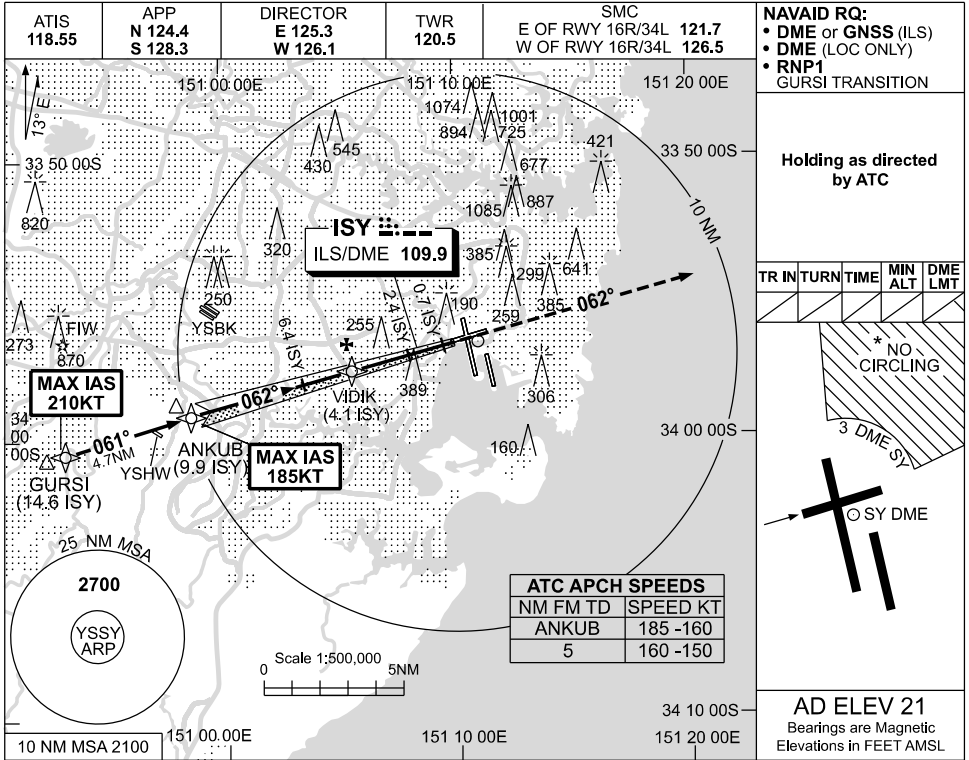 ATIS
118.55
APP
N 124.4
S 128.3
DIRECTOR
E 125.3
W 126.1
TWR
120.5
SMC
E OF RWY 16R/34L 121.7
W OF RWY 16R/34L 126.5
NAVAID RQ:
• DME or GNSS (ILS)
• DME (LOC ONLY)
• RNP1
GURSI TRANSITION
Holding as directed
by ATC
TR IN
TURN
TIME
MIN ALT
DME LMT
* NO
CIRCLING
3 DME SY
SY DME
AD ELEV 21
Bearings are Magnetic
Elevations in FEET AMSL
151 00 00E
151 10 00E
151 20 00E
13° E
33 50 00S
33 50 00S
1074
1001
894
725
545
430
677
421
820
1085
887
ISY
ILS/DME 109.9
320
385
641
299
250
385
YSBK
190
259
10 NM
062°
273
FIW
870
255
6.4 ISY
2.4 ISY
0.7 ISY
MAX IAS
210KT
062°
VIDIK
(4.1 ISY)
389
306
34
00
00S
061°
4.7NM
ANKUB
(9.9 ISY)
MAX IAS
185KT
160
34 00 00S
GURSI
(14.6 ISY)
YSHW
25 NM MSA
2700
YSSY
ARP
ATC APCH SPEEDS
NM FM TD SPEED KT
ANKUB 185 -160
5 160 -150
Scale 1:500,000
0 5NM
34 10 00S
10 NM MSA 2100
151 00 00E
151 10 00E
151 20 00E